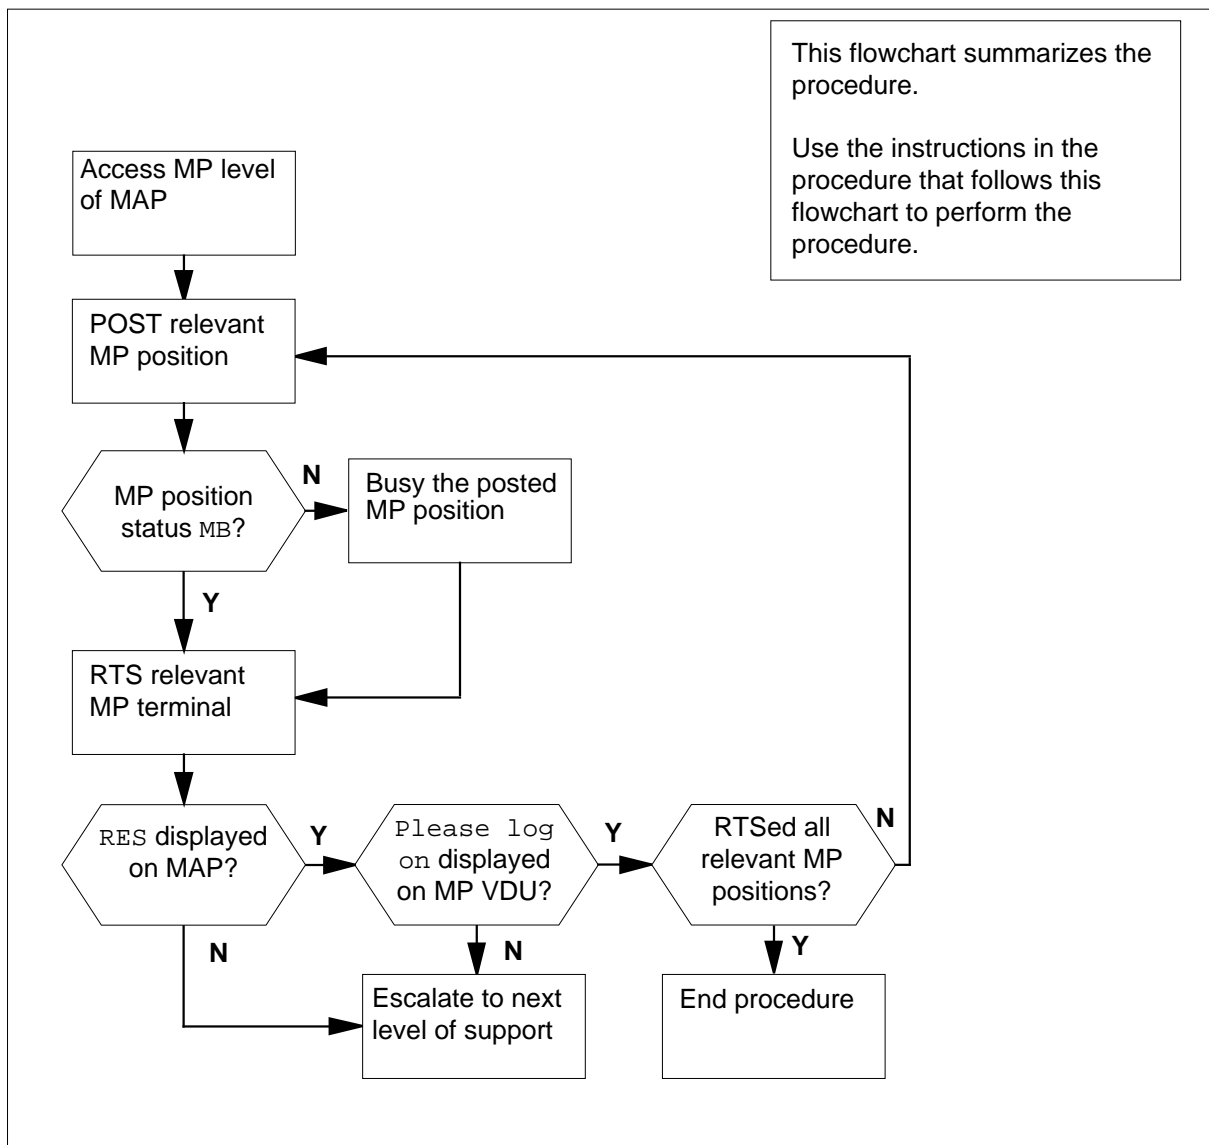 This flowchart summarizes the
procedure.
Use the instructions in the
procedure that follows this
flowchart to perform the
procedure.
Access MP level
of MAP
POST relevant
MP position
MP position
status MB?
N
Busy the posted
MP position
Y
RTS relevant
MP terminal
RES displayed
on MAP?
Y
Please log
on displayed
on MP VDU?
Y
RTSed all
relevant MP
positions?
N
N
N
Y
Escalate to next
level of support
End procedure